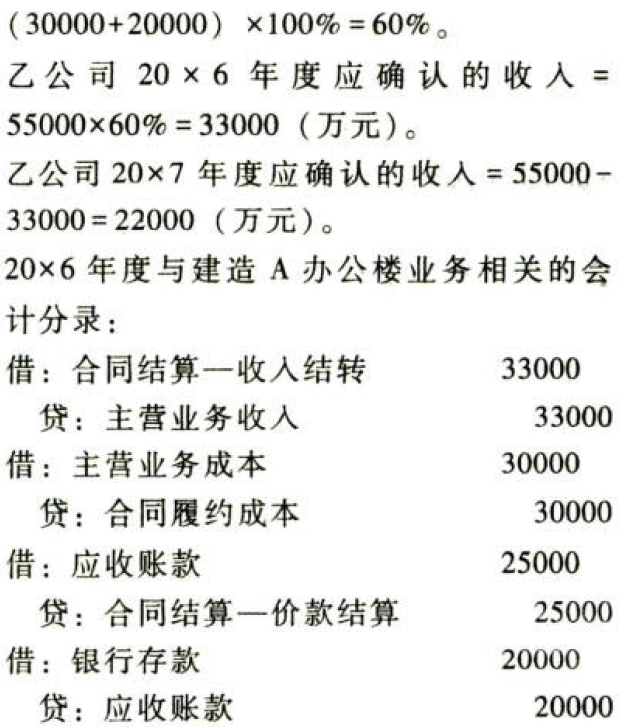 (30000+20000) ×100%=60%。
乙公司 20×6 年度应确认的收入=
55000×60%=33000(万元)。
乙公司 20×7 年度应确认的收入=55000-
33000=22000(万元)。
20×6 年度与建造 A 办公楼业务相关的会
计分录:
借:合同结算—收入结转 33000
贷:主营业务收入 33000
借:主营业务成本 30000
贷:合同履约成本 30000
借:应收账款 25000
贷:合同结算—价款结算 25000
借:银行存款 20000
贷:应收账款 20000